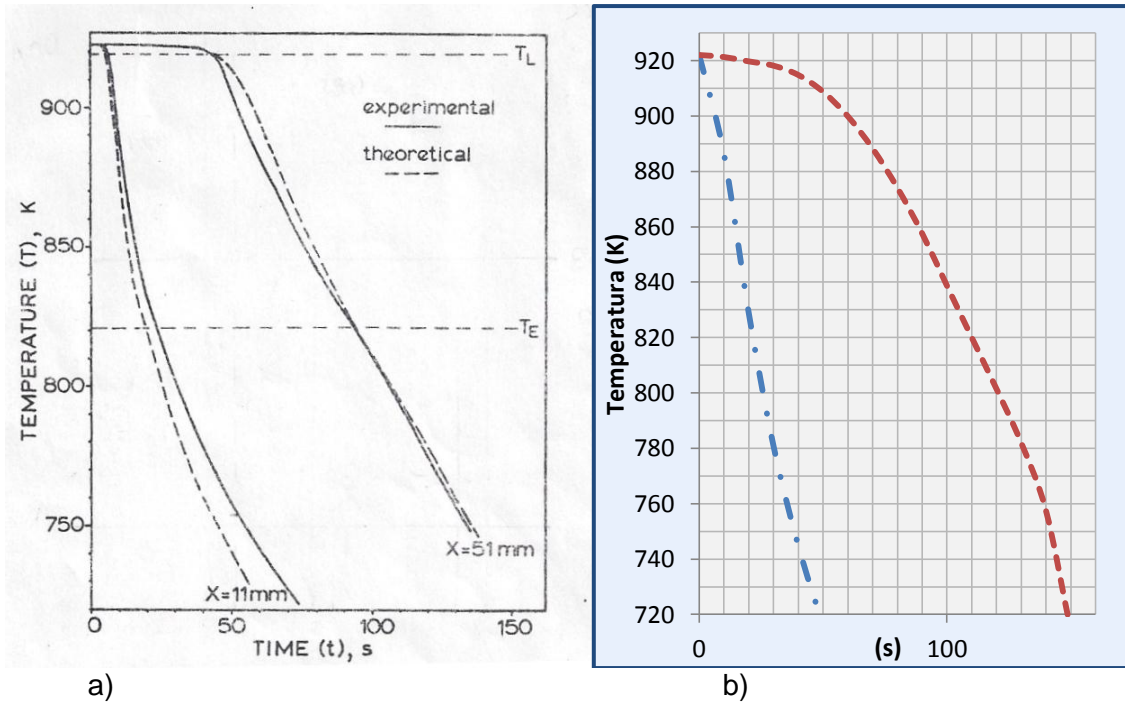 TEMPERATURE (T), K
900
850
800
750
T_L
experimental
theoretical
T_E
X=51mm
X=11mm
0 50 100 150
TIME (t), s
a)
Temperatura (K)
920
900
880
860
840
820
800
780
760
740
720
0 (s) 100
b)